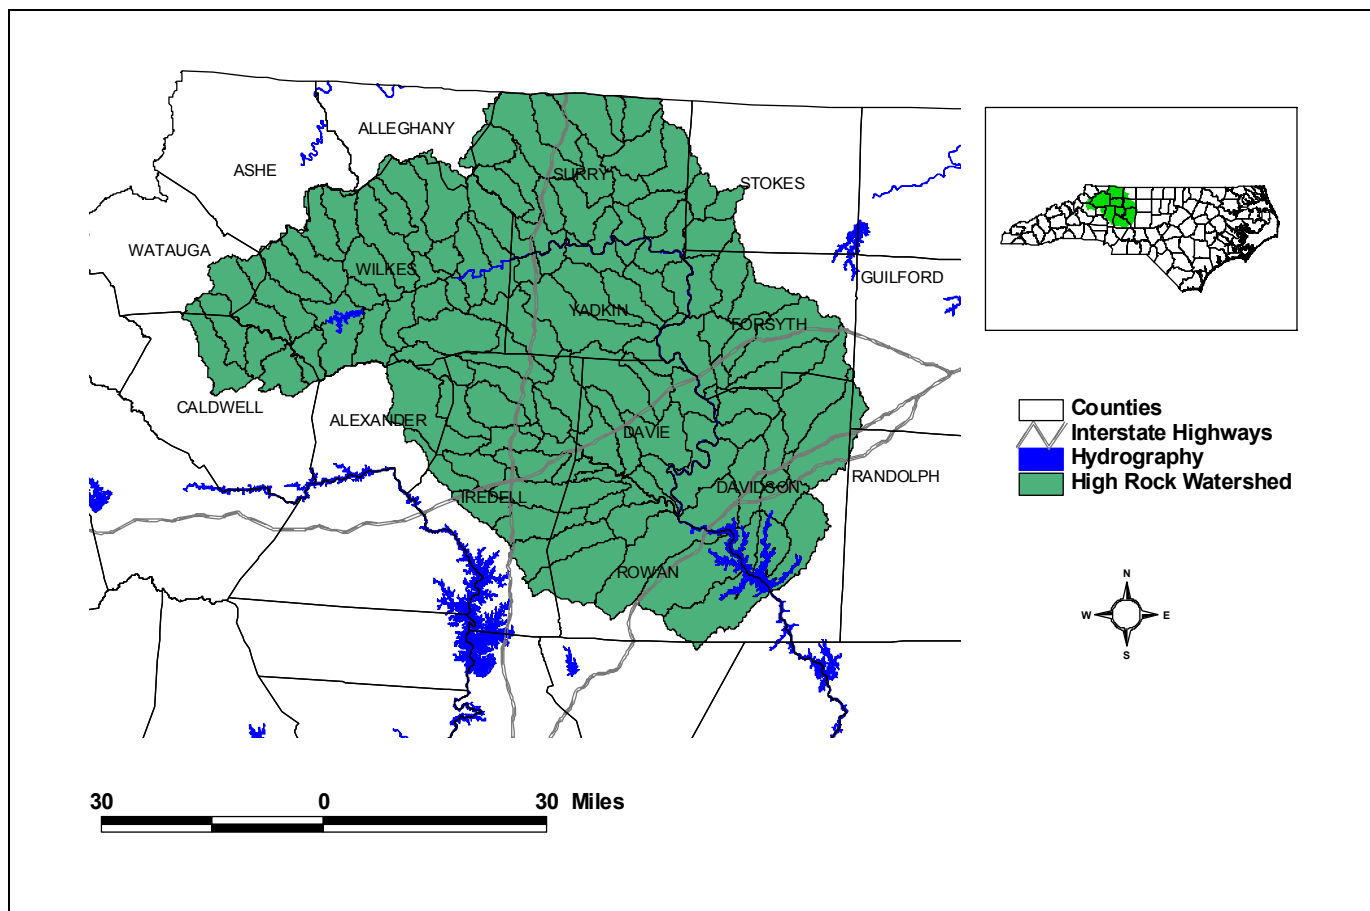 ALLEGHANY
ASHE
SURRY
STOKES
WATAUGA
WILKES
GUILFORD
YADKIN
FORSYTH
CALDWELL
ALEXANDER
DAVIE
RANDOLPH
IREDELL
DAVIDSON
ROWAN
Counties
Interstate Highways
Hydrography
High Rock Watershed
N
W E
S
30 0 30 Miles